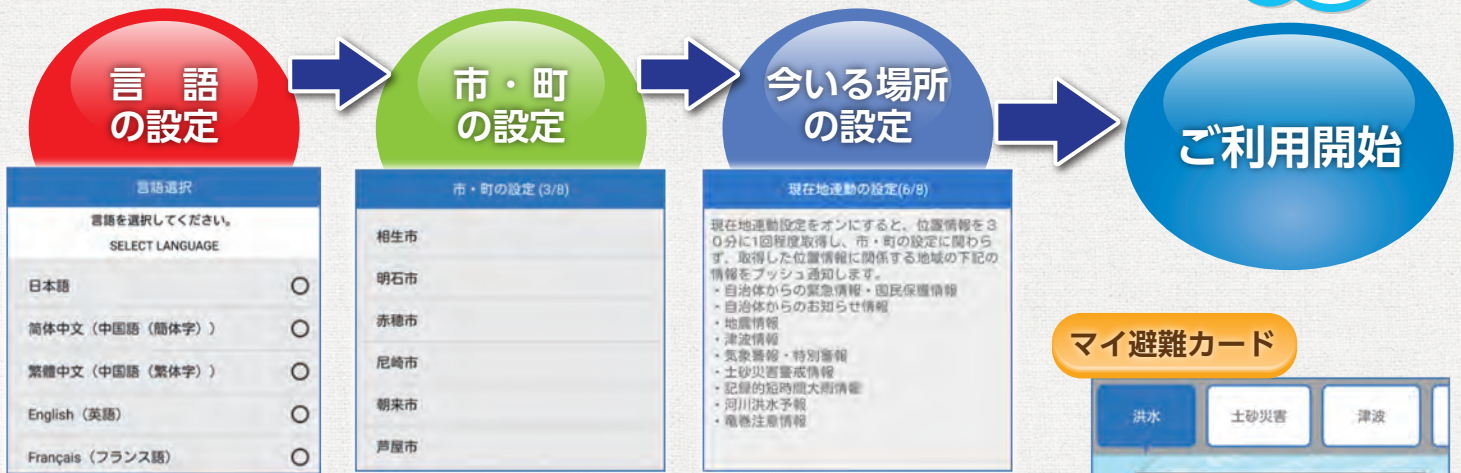 言 語
の設定
市・町
の設定
今いる場所
の設定
ご利用開始
言語選択
言語を選択してください。
SELECT LANGUAGE
日本語
简体中文（中国語（簡体字））
繁體中文（中国語（繁体字））
English（英語）
Français（フランス語）
市・町の設定 (3/8)
相生市
明石市
赤穂市
尼崎市
朝来市
芦屋市
現在地連動の設定(6/8)
現在地連動設定をオンにすると、位置情報を3
0分に1回程度取得し、市・町の設定に関わら
ず、取得した位置情報に関係する地域の下記の
情報をプッシュ通知します。
・自治体からの緊急情報・国民保護情報
・自治体からのお知らせ情報
・地震情報
・津波情報
・気象警報・特別警報
・土砂災害警戒情報
・記録的短時間大雨情報
・河川洪水予報
・竜巻注意情報
マイ避難カード
洪水
土砂災害
津波